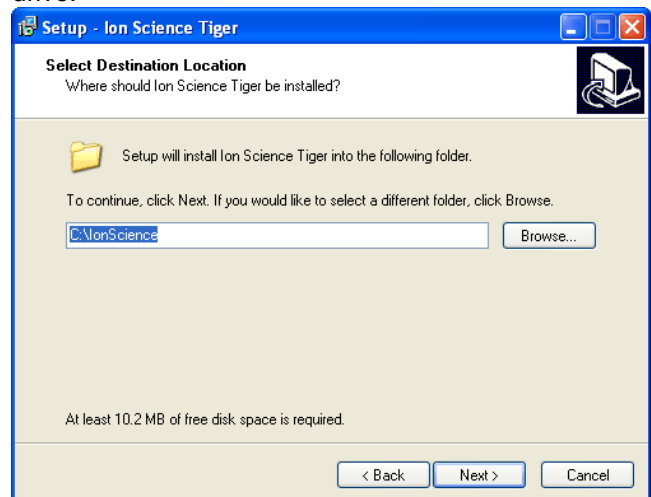 Setup - Ion Science Tiger
Select Destination Location
Where should Ion Science Tiger be installed?
Setup will install Ion Science Tiger into the following folder.
To continue, click Next. If you would like to select a different folder, click Browse.
C:\IonScience
Browse...
At least 10.2 MB of free disk space is required.
< Back
Next >
Cancel